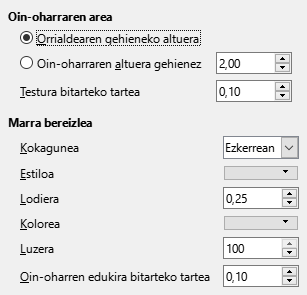 Oin-oharraren area
Orrialdearen gehieneko altuera
Oin-oharraren altuera gehienez 2,00
Testura bitarteko tartea 0,10
Marra bereizlea
Kokagunea Ezkerrean
Estiloa
Lodiera 0,25
Kolorea
Luzera 100
Oin-oharren edukira bitarteko tartea 0,10